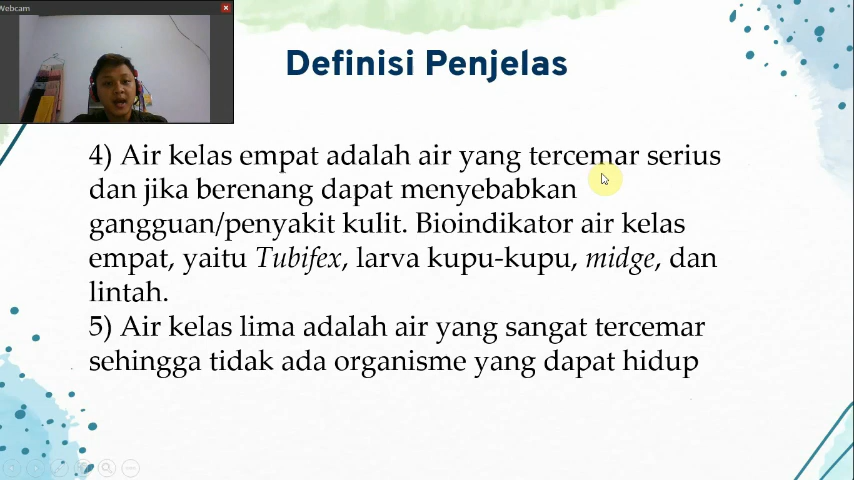 Webcam
Definisi Penjelas
4) Air kelas empat adalah air yang tercemar serius
dan jika berenang dapat menyebabkan
gangguan/penyakit kulit. Bioindikator air kelas
empat, yaitu Tubifex, larva kupu-kupu, midge, dan
lintah.
5) Air kelas lima adalah air yang sangat tercemar
sehingga tidak ada organisme yang dapat hidup